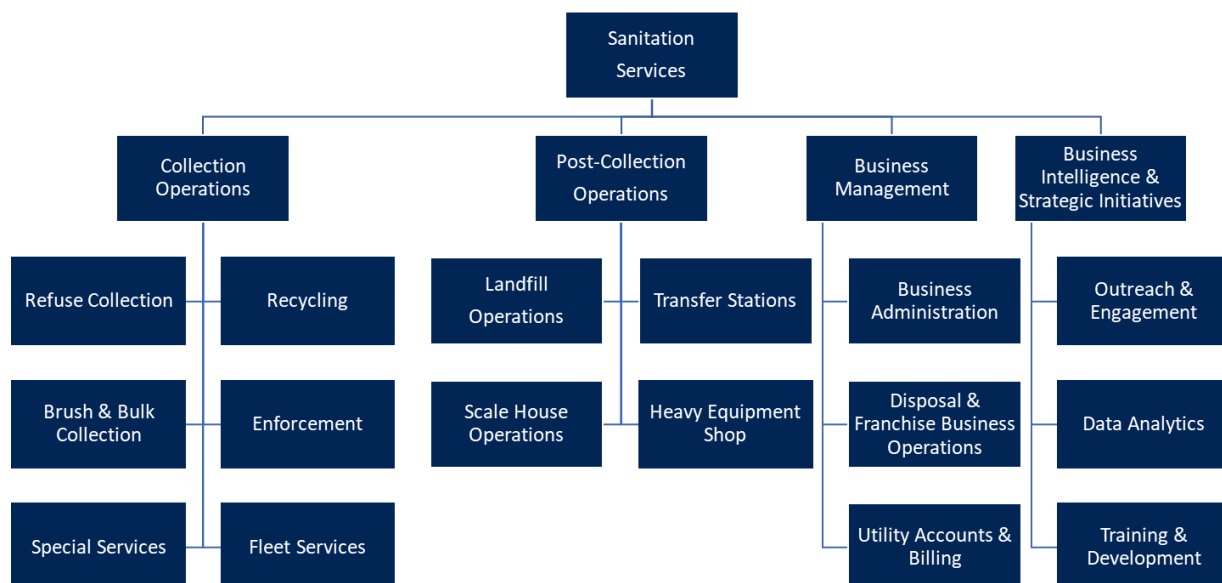 Sanitation
Services
Collection
Operations
Post-Collection
Operations
Business
Management
Business
Intelligence &
Strategic Initiatives
Refuse Collection
Recycling
Landfill
Operations
Transfer Stations
Business
Administration
Outreach &
Engagement
Brush & Bulk
Collection
Enforcement
Scale House
Operations
Heavy Equipment
Shop
Disposal &
Franchise Business
Operations
Data Analytics
Special Services
Fleet Services
Utility Accounts &
Billing
Training &
Development